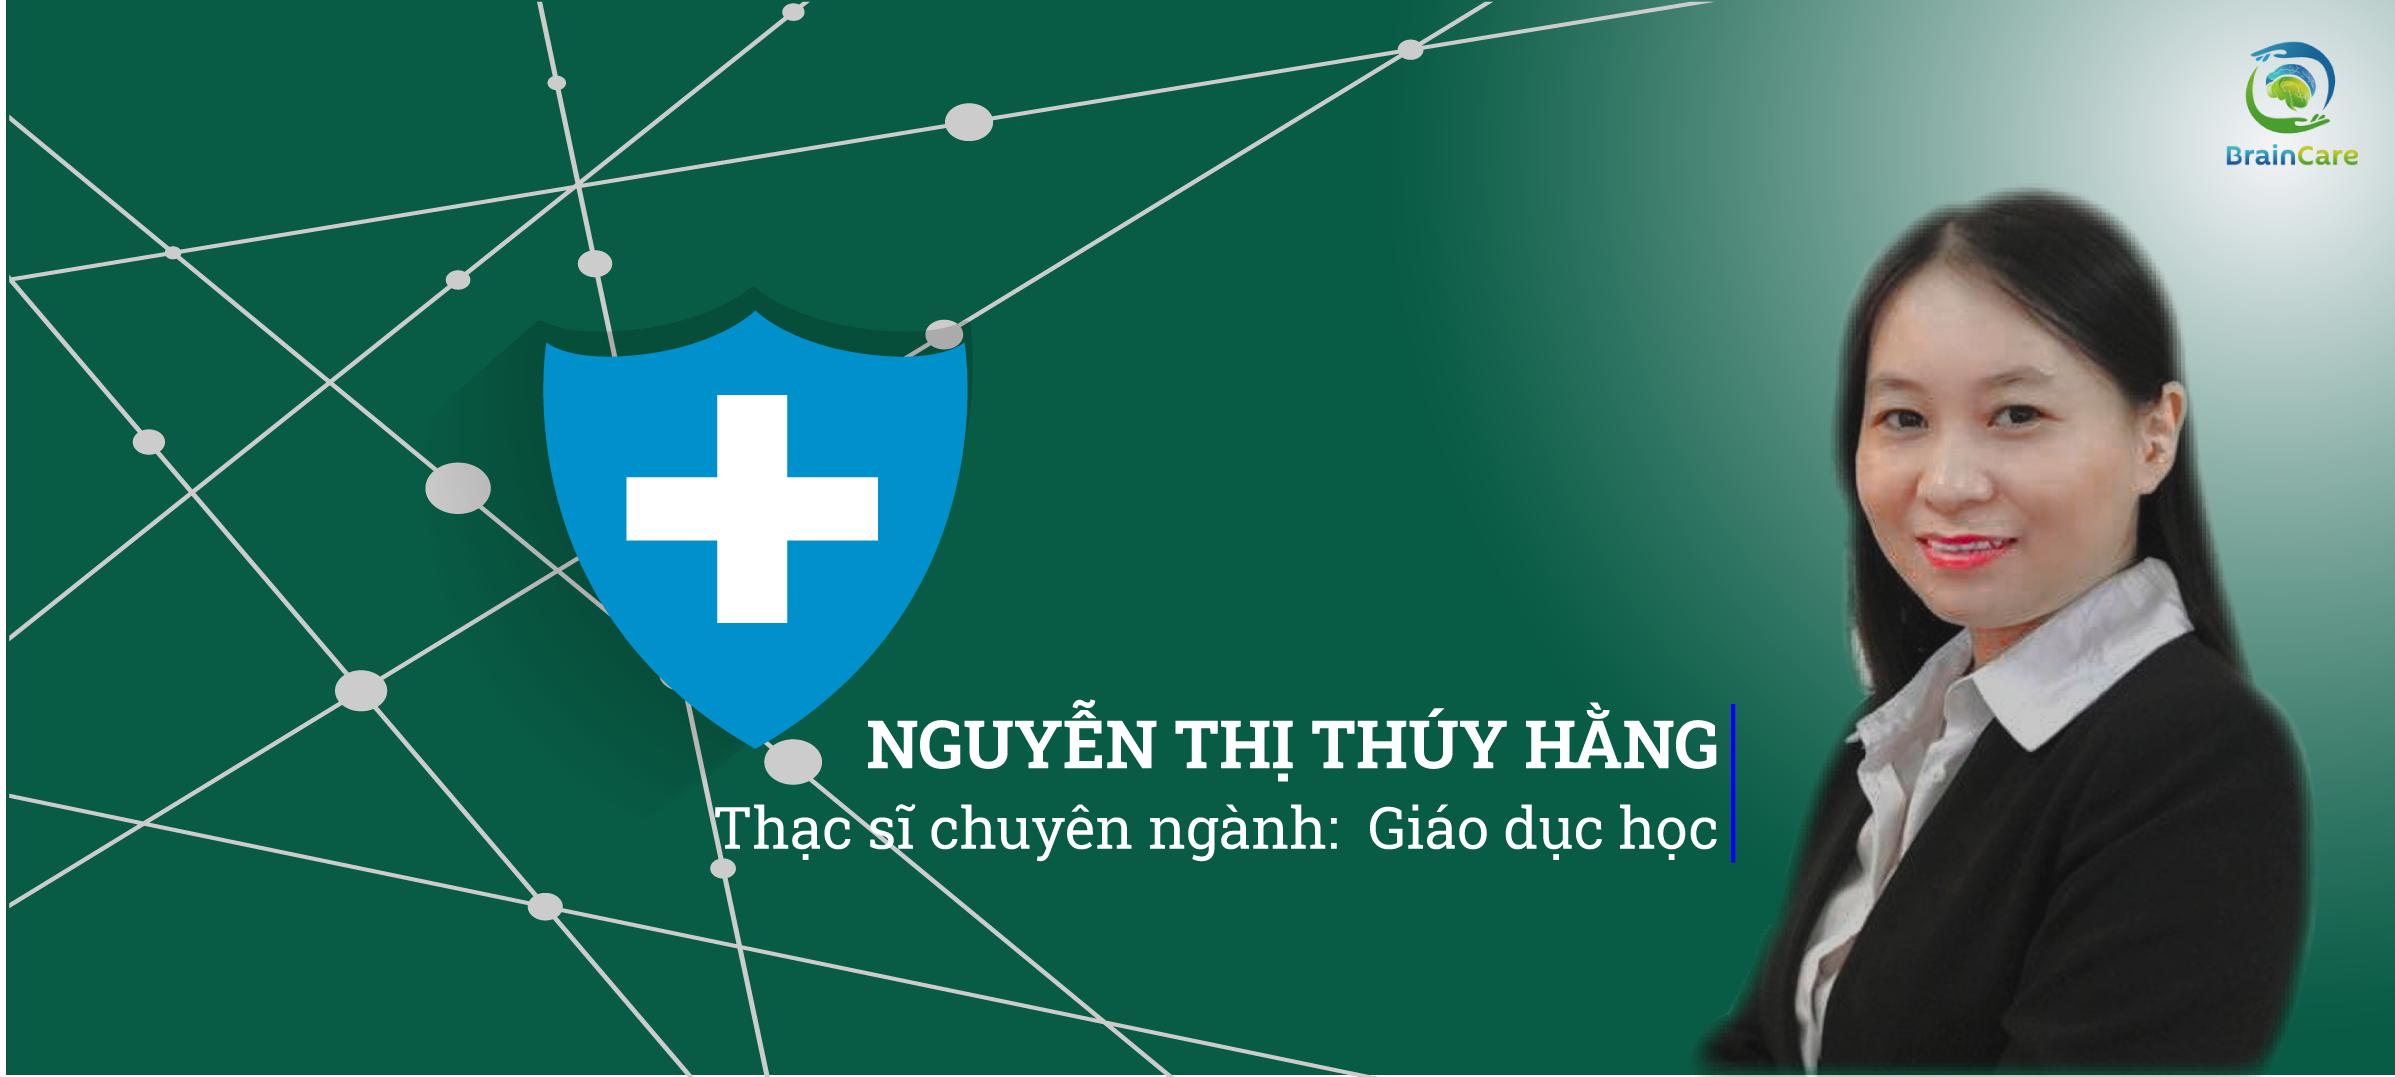 BrainCare
NGUYỄN THỊ THÚY HẰNG
Thạc sĩ chuyên ngành: Giáo dục học